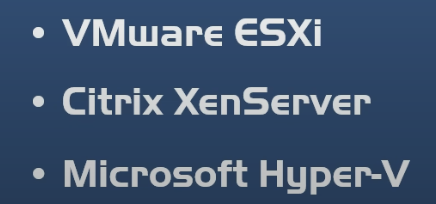 • VMware ESXi
• Citrix XenServer
• Microsoft Hyper-V